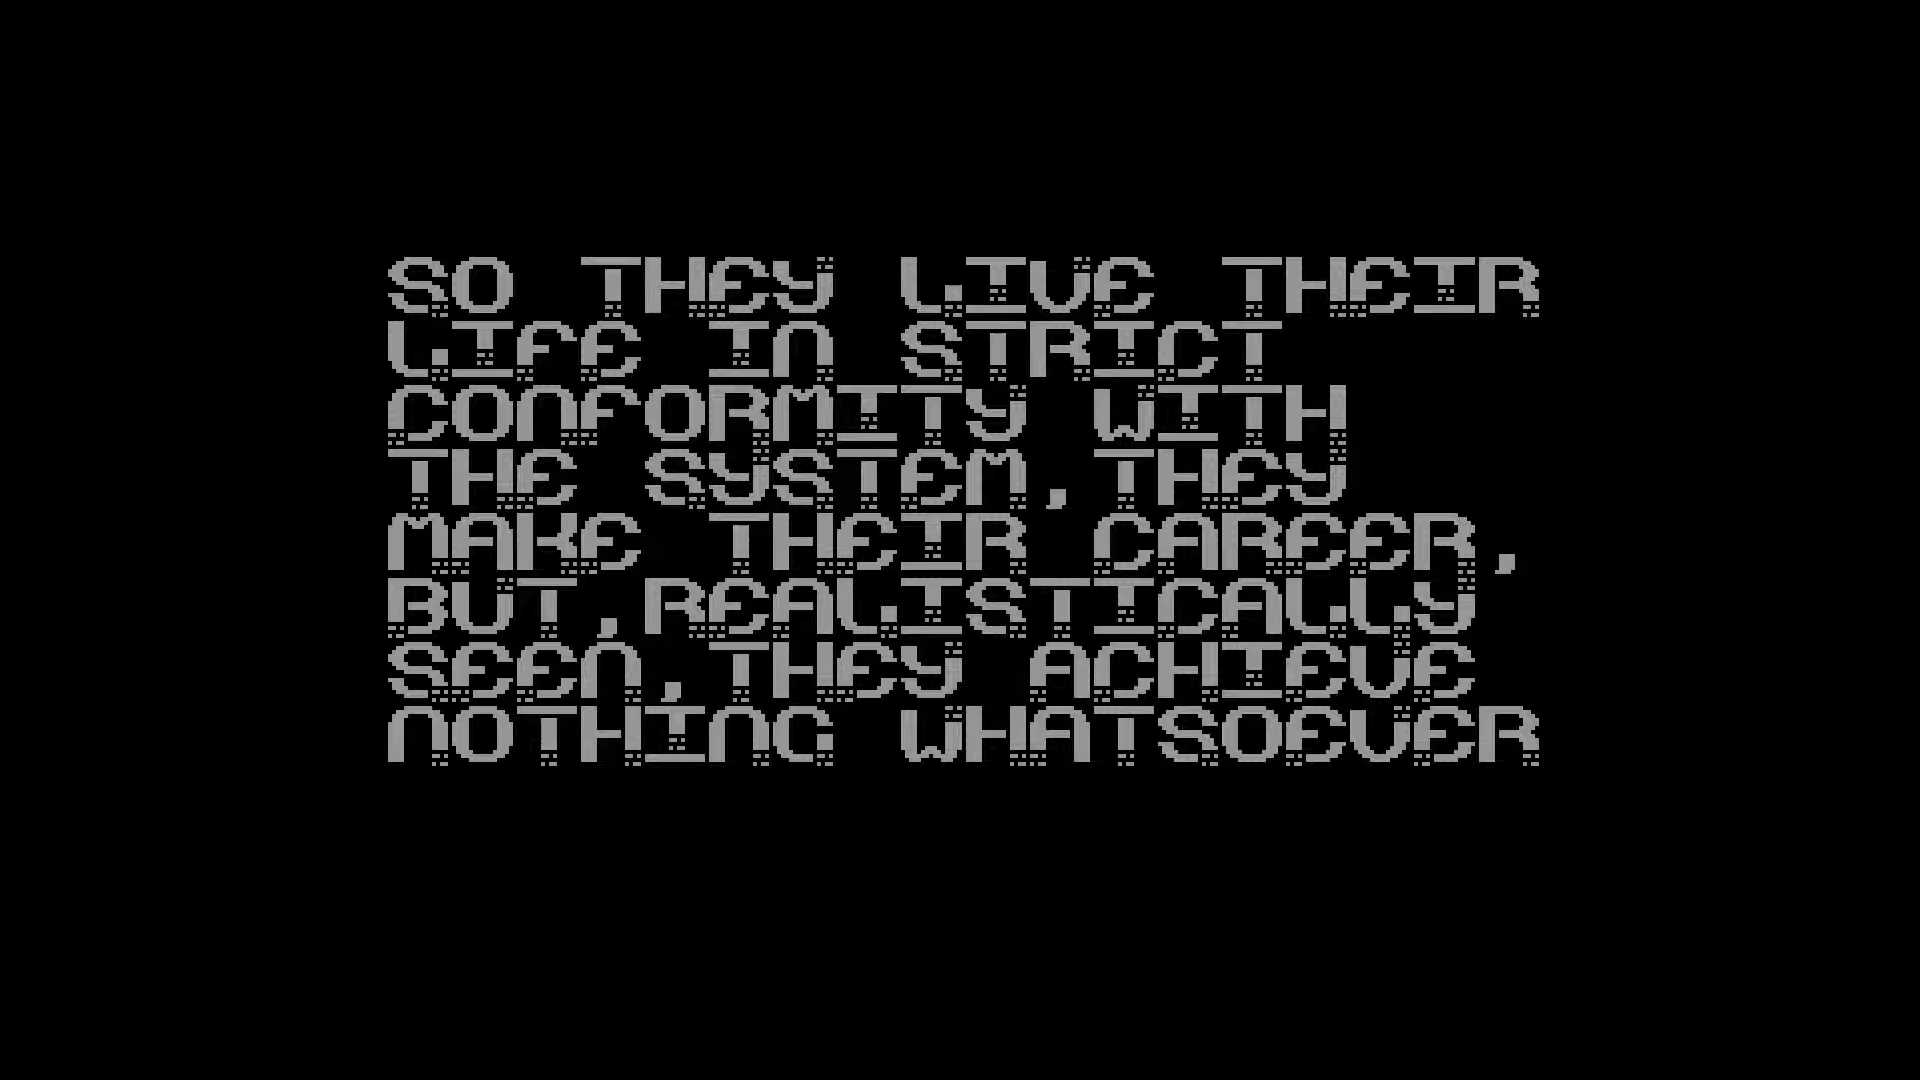 SO THEY LIVE THEIR
LIFE IN STRICT
CONFORMITY WITH
THE SYSTEM,THEY
MAKE THEIR CAREER,
BUT,REALISTICALLY
SEEN,THEY ACHIEVE
NOTHING WHATSOEVER